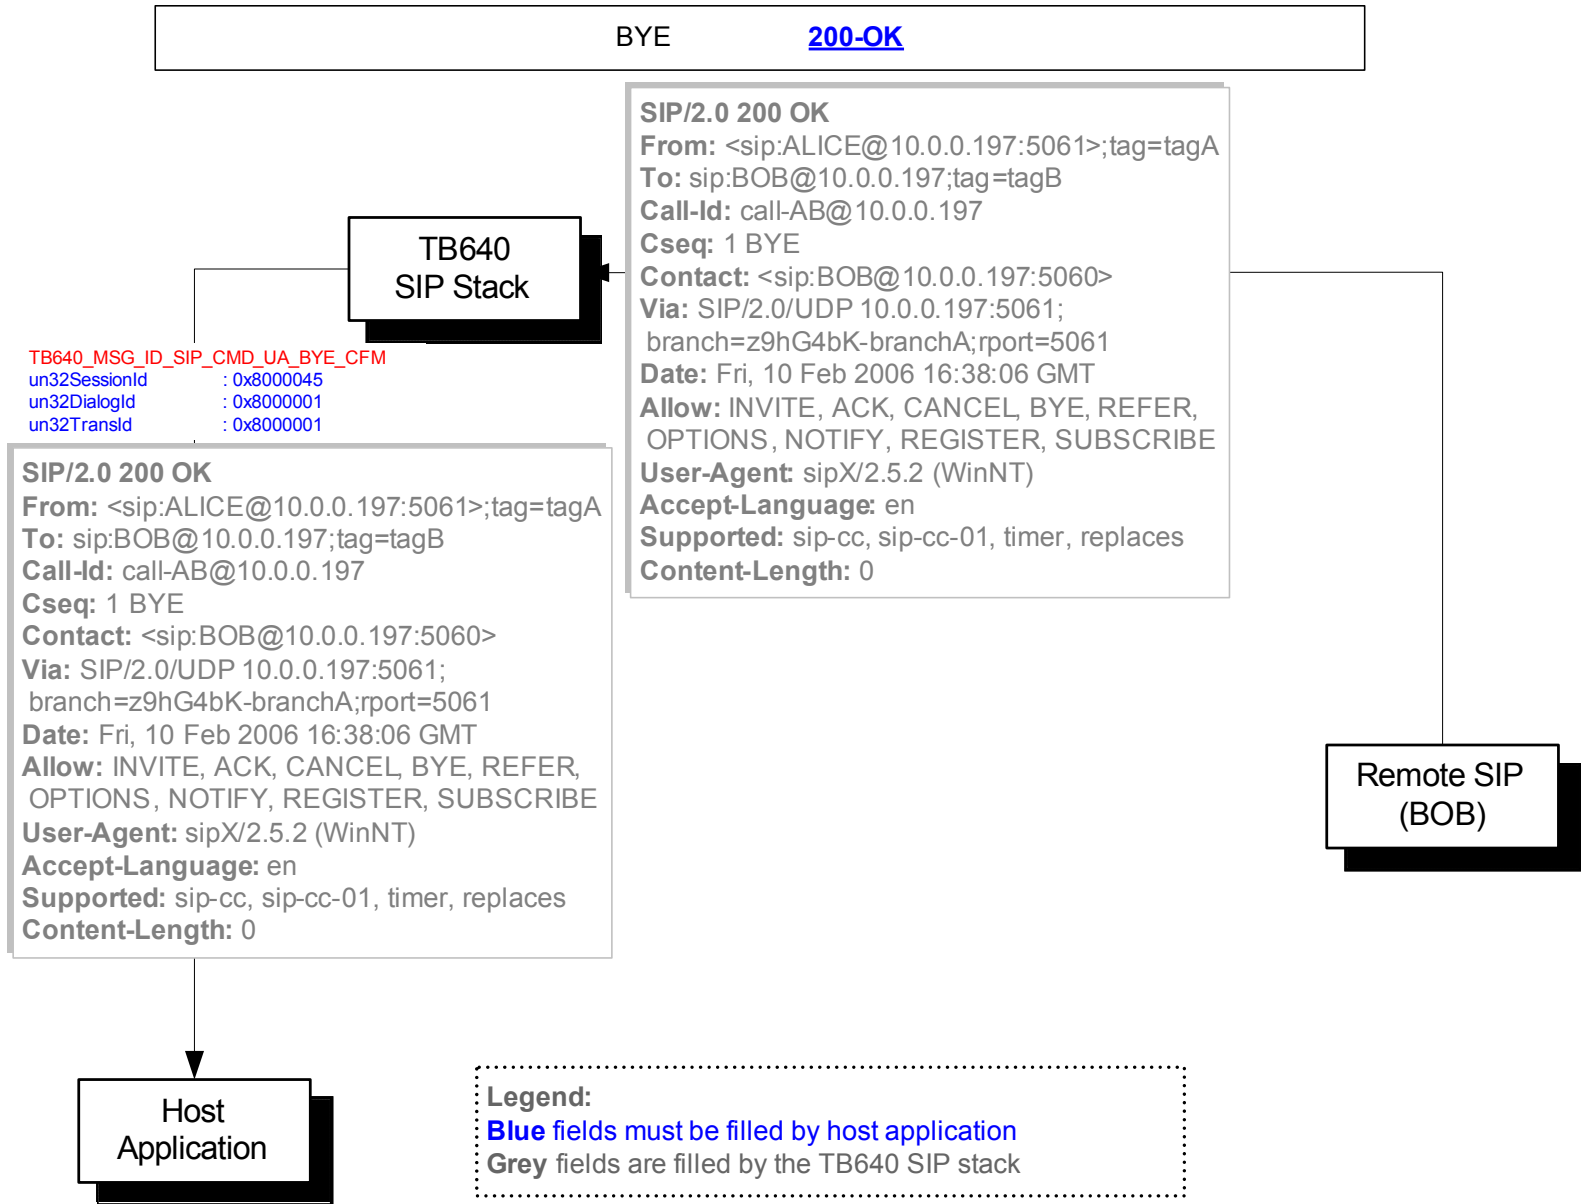 BYE 200-OK
SIP/2.0 200 OK
From: <sip:ALICE@10.0.0.197:5061>;tag=tagA
To: sip:BOB@10.0.0.197;tag=tagB
Call-Id: call-AB@10.0.0.197
Cseq: 1 BYE
Contact: <sip:BOB@10.0.0.197:5060>
Via: SIP/2.0/UDP 10.0.0.197:5061;
branch=z9hG4bK-branchA;rport=5061
Date: Fri, 10 Feb 2006 16:38:06 GMT
Allow: INVITE, ACK, CANCEL, BYE, REFER,
OPTIONS, NOTIFY, REGISTER, SUBSCRIBE
User-Agent: sipX/2.5.2 (WinNT)
Accept-Language: en
Supported: sip-cc, sip-cc-01, timer, replaces
Content-Length: 0
TB640
SIP Stack
TB640_MSG_ID_SIP_CMD_UA_BYE_CFM
un32SessionId : 0x8000045
un32DialogId : 0x8000001
un32TransId : 0x8000001
SIP/2.0 200 OK
From: <sip:ALICE@10.0.0.197:5061>;tag=tagA
To: sip:BOB@10.0.0.197;tag=tagB
Call-Id: call-AB@10.0.0.197
Cseq: 1 BYE
Contact: <sip:BOB@10.0.0.197:5060>
Via: SIP/2.0/UDP 10.0.0.197:5061;
branch=z9hG4bK-branchA;rport=5061
Date: Fri, 10 Feb 2006 16:38:06 GMT
Allow: INVITE, ACK, CANCEL, BYE, REFER,
OPTIONS, NOTIFY, REGISTER, SUBSCRIBE
User-Agent: sipX/2.5.2 (WinNT)
Accept-Language: en
Supported: sip-cc, sip-cc-01, timer, replaces
Content-Length: 0
Remote SIP
(BOB)
Host
Application
Legend:
Blue fields must be filled by host application
Grey fields are filled by the TB640 SIP stack